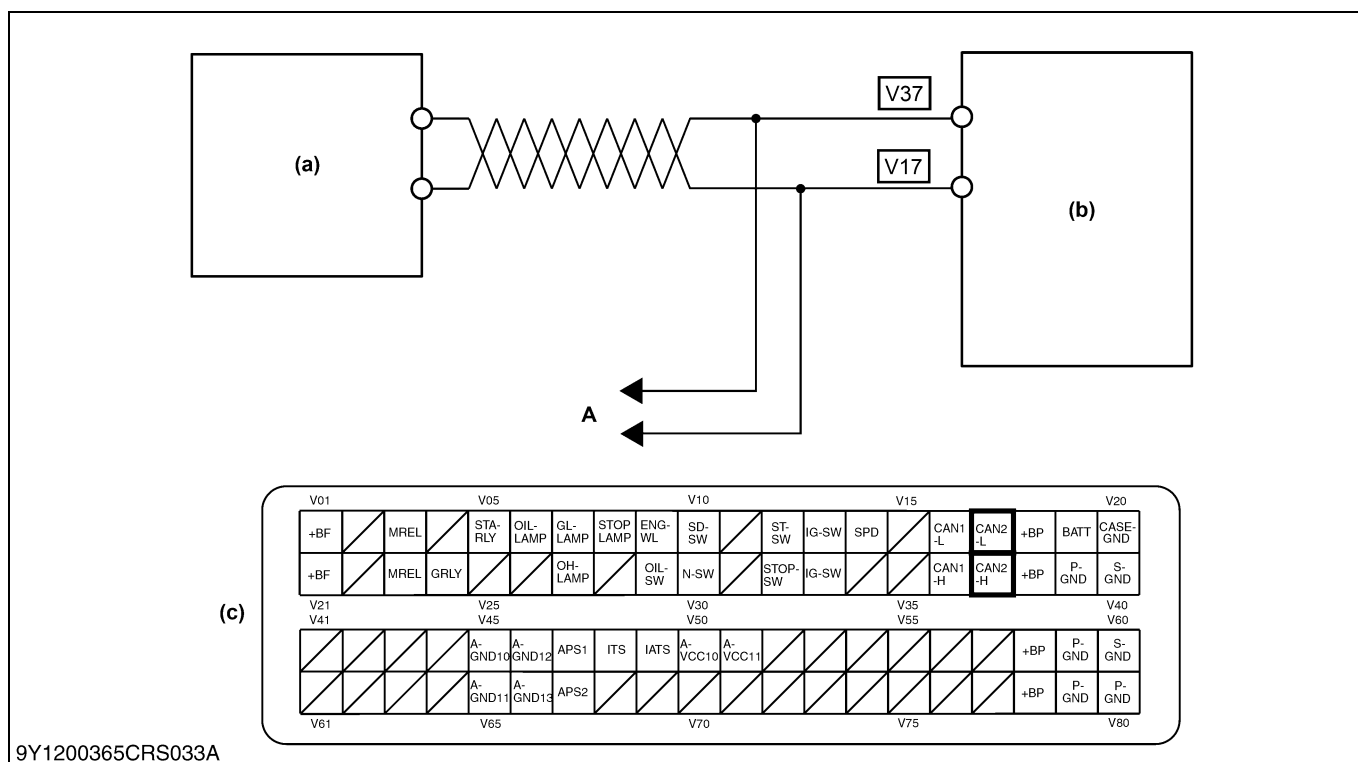 V37
(a)
V17
(b)
A
(c)
V01 V05 V10 V15 V20
+BF MREL STA- OIL- GL- STOP ENG- SD- ST- IG-SW SPD CAN1 CAN2 +BP BATT CASE-
RLY LAMP LAMP LAMP WL SW SW -L -L GND
+BF MREL GRLY OH- OIL- N-SW STOP- IG-SW CAN1 CAN2 +BP P- S-
LAMP SW SW -H -H GND GND
V21 V25 V30 V35 V40
V41 V45 V50 V55 V60
A- A- APS1 ITS IATS A- A- +BP P- S-
GND10 GND12 VCC10 VCC11 GND GND
A- A- APS2 +BP P- P-
GND11 GND13 GND GND
V61 V65 V70 V75 V80
9Y1200365CRS033A